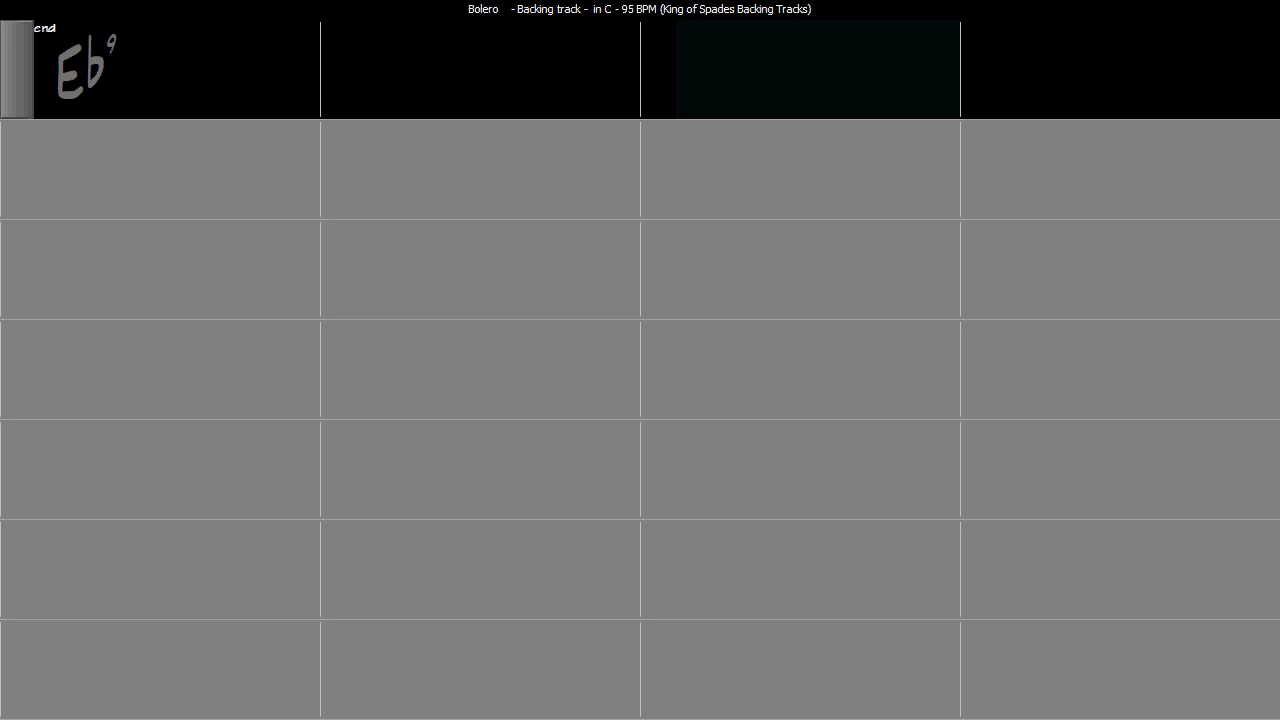 Bolero - Backing track - in C - 95 BPM (King of Spades Backing Tracks)
end
Eb9